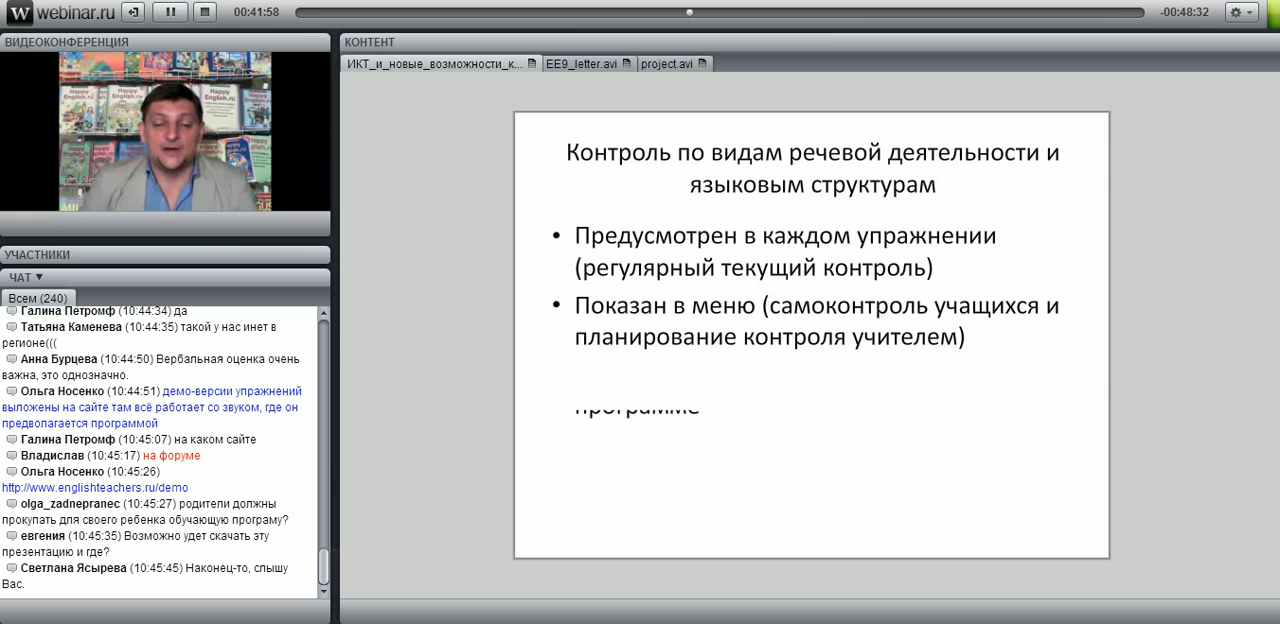 W webinar.ru
00:41:58
-00:48:32
ВИДЕОКОНФЕРЕНЦИЯ
Happy English.ru
Happy English.ru
УЧАСТНИКИ
ЧАТ
Всем (240)
Галина Петромф (10:44:34) да
Татьяна Каменева (10:44:35) такой у нас инет в
регионе(((
Анна Бурцева (10:44:50) Вербальная оценка очень
важна, это однозначно.
Ольга Носенко (10:44:51) демо-версии упражнений
выложены на сайте там всё работает со звуком, где он
предполагается программой
Галина Петромф (10:45:07) на каком сайте
Владислав (10:45:17) на форуме
Ольга Носенко (10:45:26)
http://www.englishteachers.ru/demo
olga_zadnepranec (10:45:27) родители должны
прокупать для своего ребенка обучающую програму?
евгения (10:45:35) Возможно удет скачать эту
презентацию и где?
Светлана Ясырева (10:45:45) Наконец-то, слышу
Вас.
КОНТЕНТ
ИКТ_и_новые_возможности_к...
EE9_letter.avi
project.avi
Контроль по видам речевой деятельности и
языковым структурам
• Предусмотрен в каждом упражнении
(регулярный текущий контроль)
• Показан в меню (самоконтроль учащихся и
планирование контроля учителем)
программе